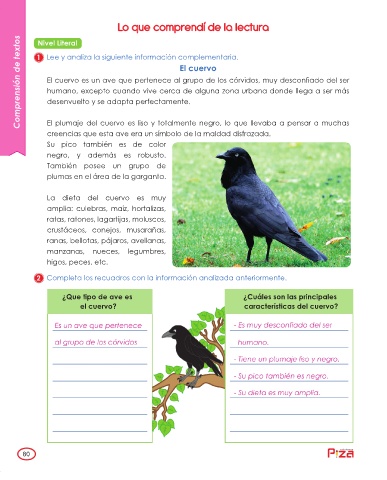 Lo que comprendí de la lectura
Comprensión de textos
Nivel Literal
1 Lee y analiza la siguiente información complementaria.
El cuervo
El cuervo es un ave que pertenece al grupo de los córvidos, muy desconfiado del ser
humano, excepto cuando vive cerca de alguna zona urbana donde llega a ser más
desenvuelto y se adapta perfectamente.
El plumaje del cuervo es liso y totalmente negro, lo que llevaba a pensar a muchas
creencias que esta ave era un símbolo de la maldad disfrazada.
Su pico también es de color
negro, y además es robusto.
También posee un grupo de
plumas en el área de la garganta.
La dieta del cuervo es muy
amplia: culebras, maíz, hortalizas,
ratas, ratones, lagartijas, moluscos,
crustáceos, conejos, musarañas,
ranas, bellotas, pájaros, avellanas,
manzanas, nueces, legumbres,
higos, peces, etc.
2 Completa los recuadros con la información analizada anteriormente.
¿Que tipo de ave es
el cuervo?
Es un ave que pertenece
al grupo de los córvidos
¿Cuáles son las principales
características del cuervo?
- Es muy desconfiado del ser
humano.
- Tiene un plumaje liso y negro.
- Su pico también es negro.
- Su dieta es muy amplia.
80